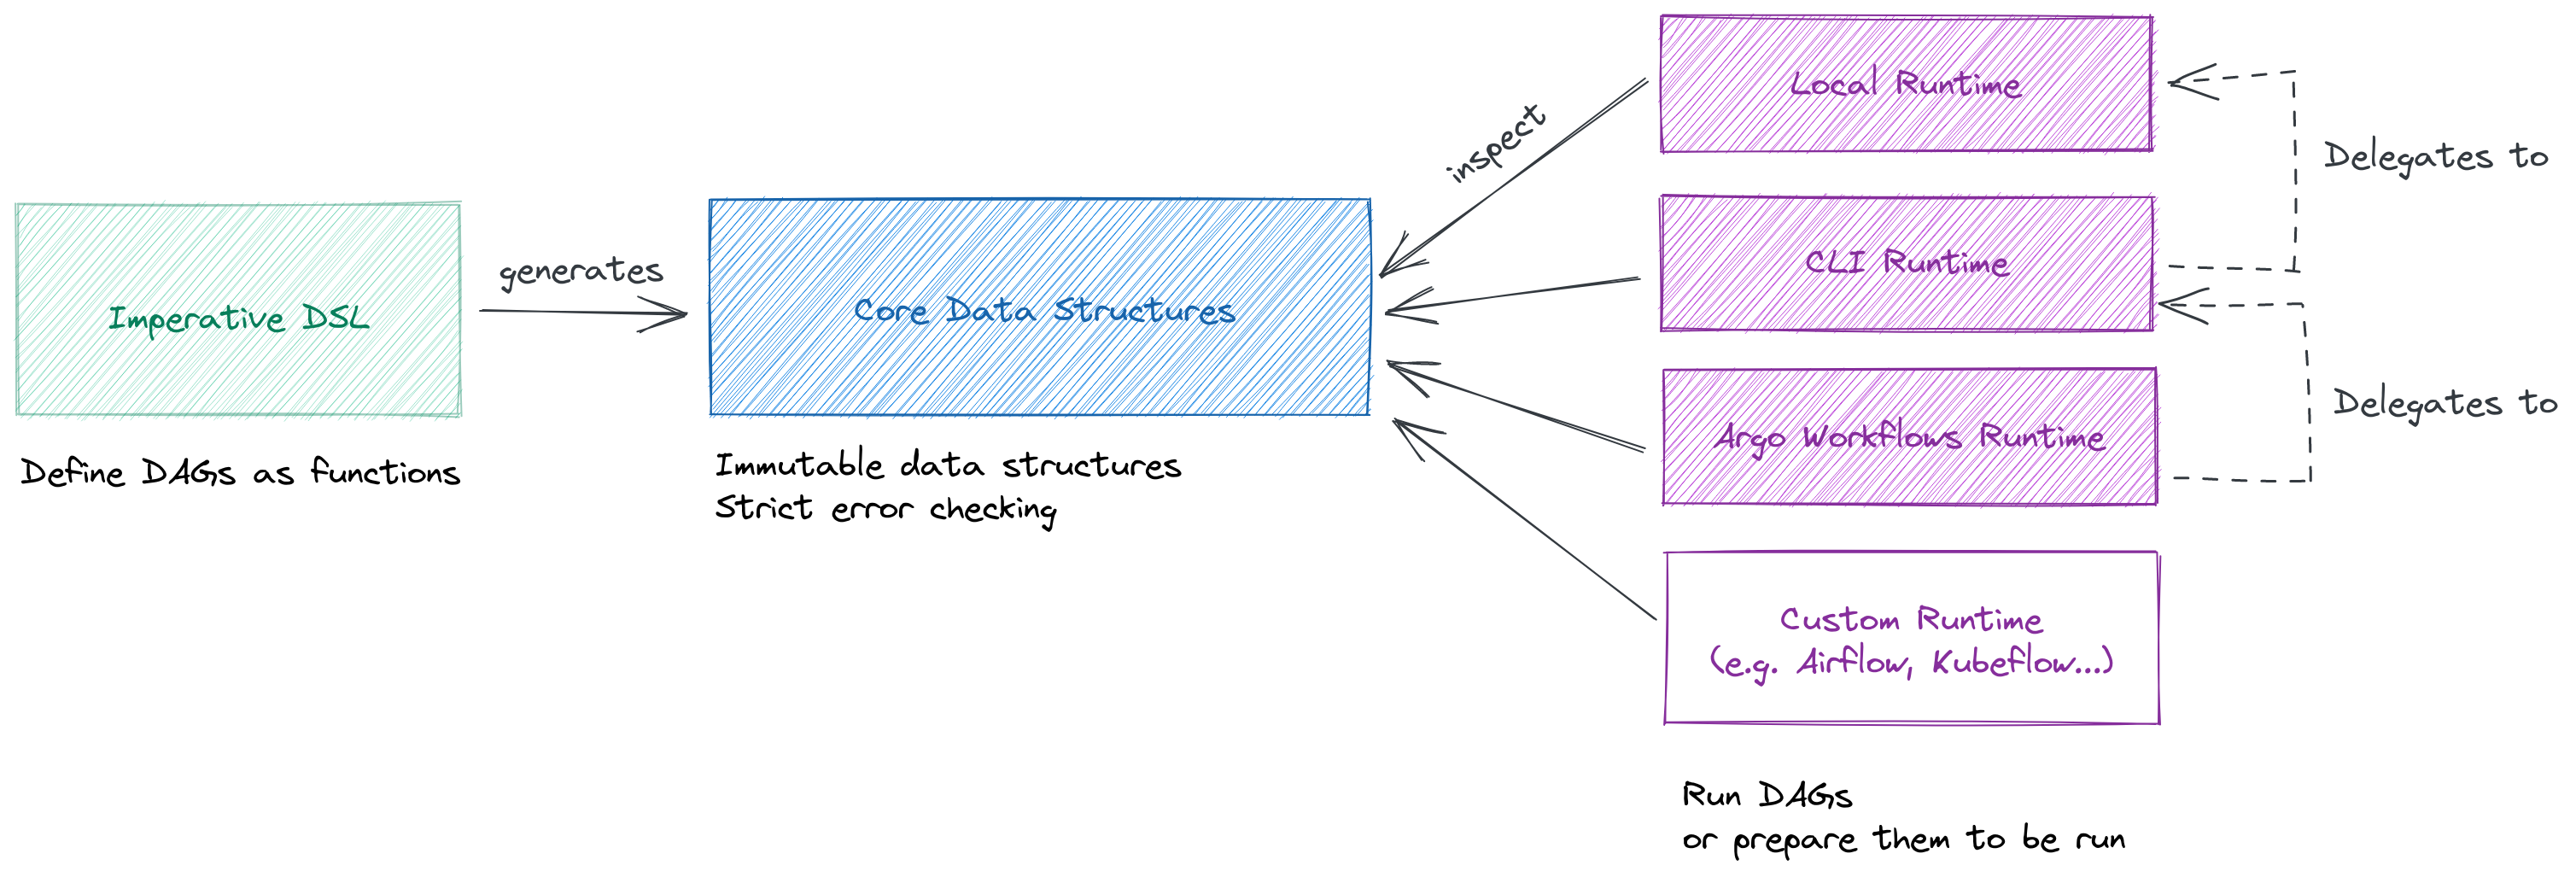 Imperative DSL
Define DAGs as functions
generates
Core Data Structures
Immutable data structures
Strict error checking
inspect
Local Runtime
CLI Runtime
Argo Workflows Runtime
Custom Runtime
(e.g. Airflow, Kubeflow...)
Run DAGs
or prepare them to be run
Delegates to
Delegates to